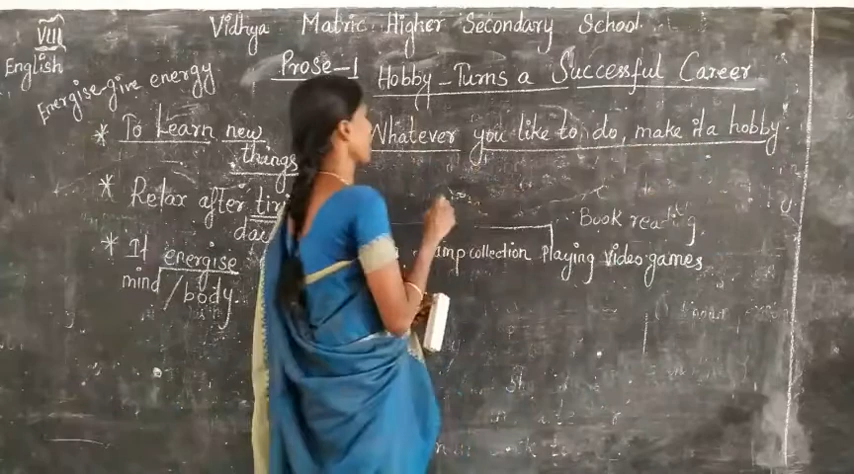 VIII
English
Vidhya Matric Higher Secondary School
Prose-1
Hobby-Turns a Successful Career
Energise-give energy
* To Learn new
things
* Relax after
* It energise
mind/body
Whatever you like to do, make it a hobby.
Book reading
collection Playing Video games